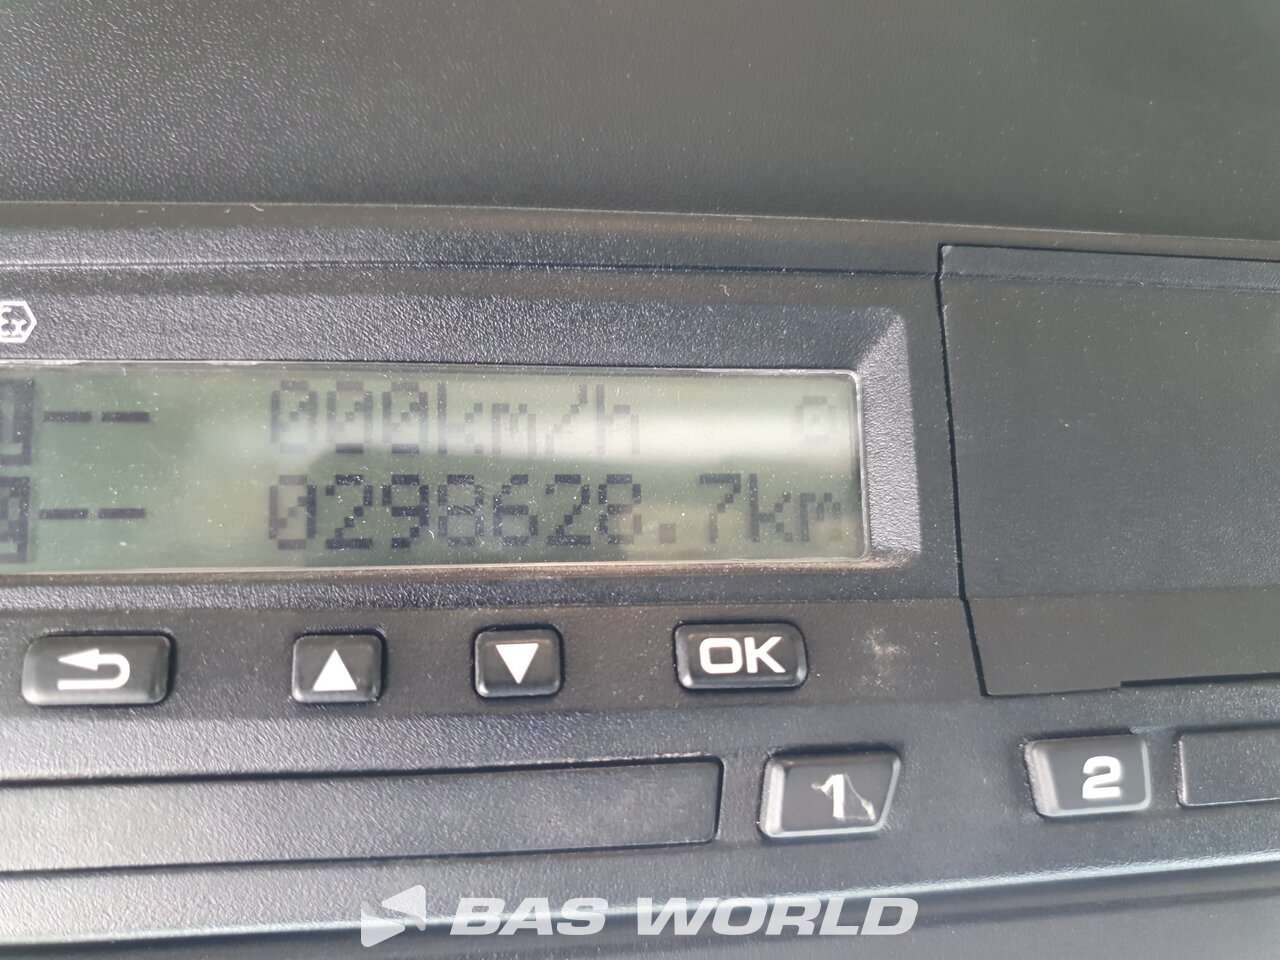 -- 000km/h
-- 0298628.7km
OK
1
2
BAS WORLD